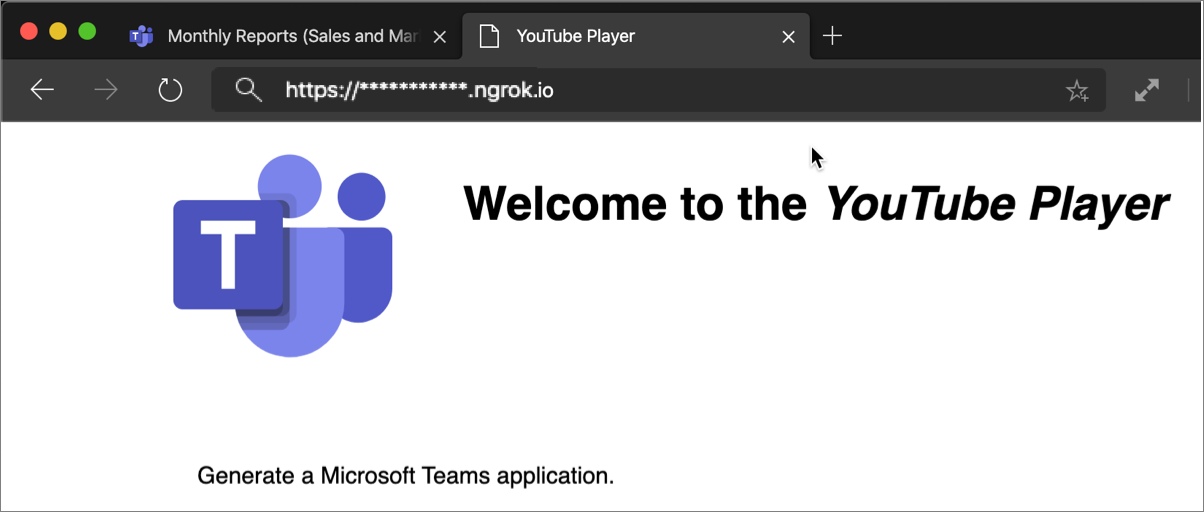 Monthly Reports (Sales and Mar
YouTube Player
https://***********.ngrok.io
T
Welcome to the YouTube Player
Generate a Microsoft Teams application.